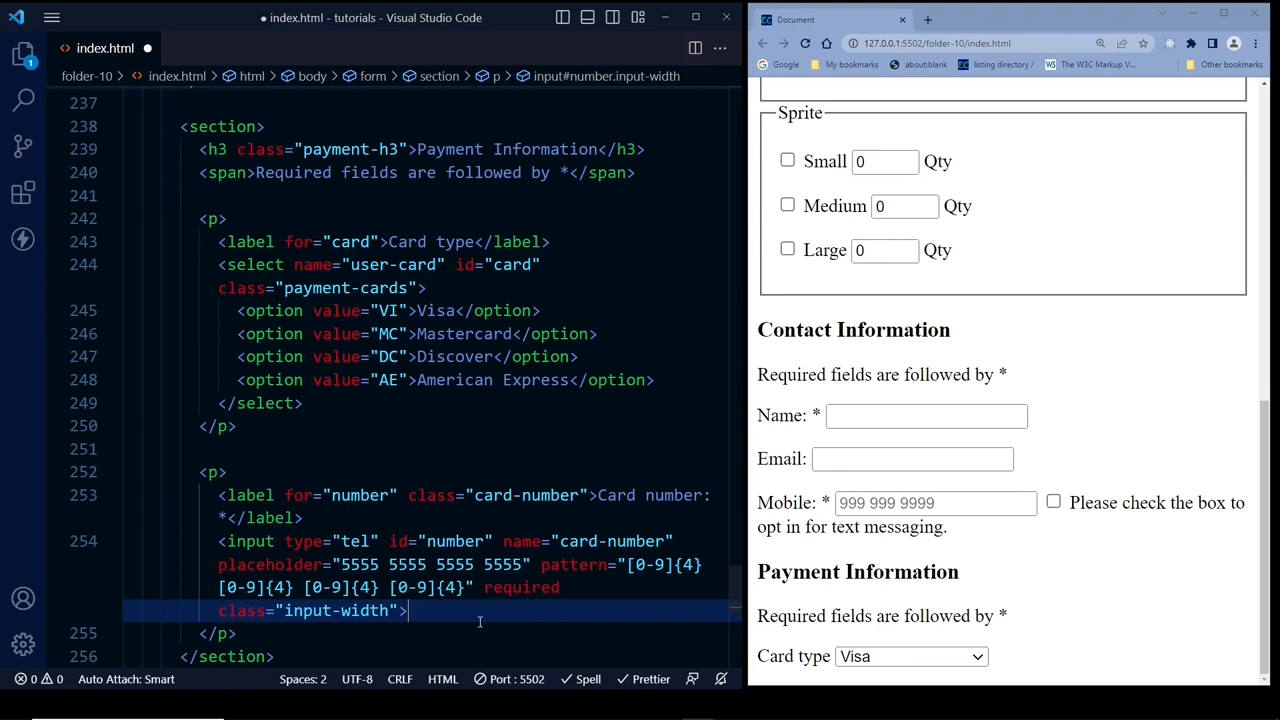 index.html - tutorials - Visual Studio Code
index.html
folder-10 > index.html > html > body > form > section > p > input#number.input-width
237
238 <section>
239 <h3 class="payment-h3">Payment Information</h3>
240 <span>Required fields are followed by *</span>
241
242 <p>
243 <label for="card">Card type</label>
244 <select name="user-card" id="card"
class="payment-cards">
245 <option value="VI">Visa</option>
246 <option value="MC">Mastercard</option>
247 <option value="DC">Discover</option>
248 <option value="AE">American Express</option>
249 </select>
250 </p>
251
252 <p>
253 <label for="number" class="card-number">Card number:
*</label>
254 <input type="tel" id="number" name="card-number"
placeholder="5555 5555 5555 5555" pattern="[0-9]{4}
[0-9]{4} [0-9]{4} [0-9]{4}" required
class="input-width">
255 </p>
256 </section>
1
0 0 Auto Attach: Smart Spaces: 2 UTF-8 CRLF HTML Port : 5502 Spell Prettier
Document
127.0.0.1:5502/folder-10/index.html
Google My bookmarks about:blank listing directory / The W3C Markup V... Other bookmarks
Sprite
Small 0 Qty
Medium 0 Qty
Large 0 Qty
Contact Information
Required fields are followed by *
Name: *
Email:
Mobile: * 999 999 9999 Please check the box to
opt in for text messaging.
Payment Information
Required fields are followed by *
Card type Visa